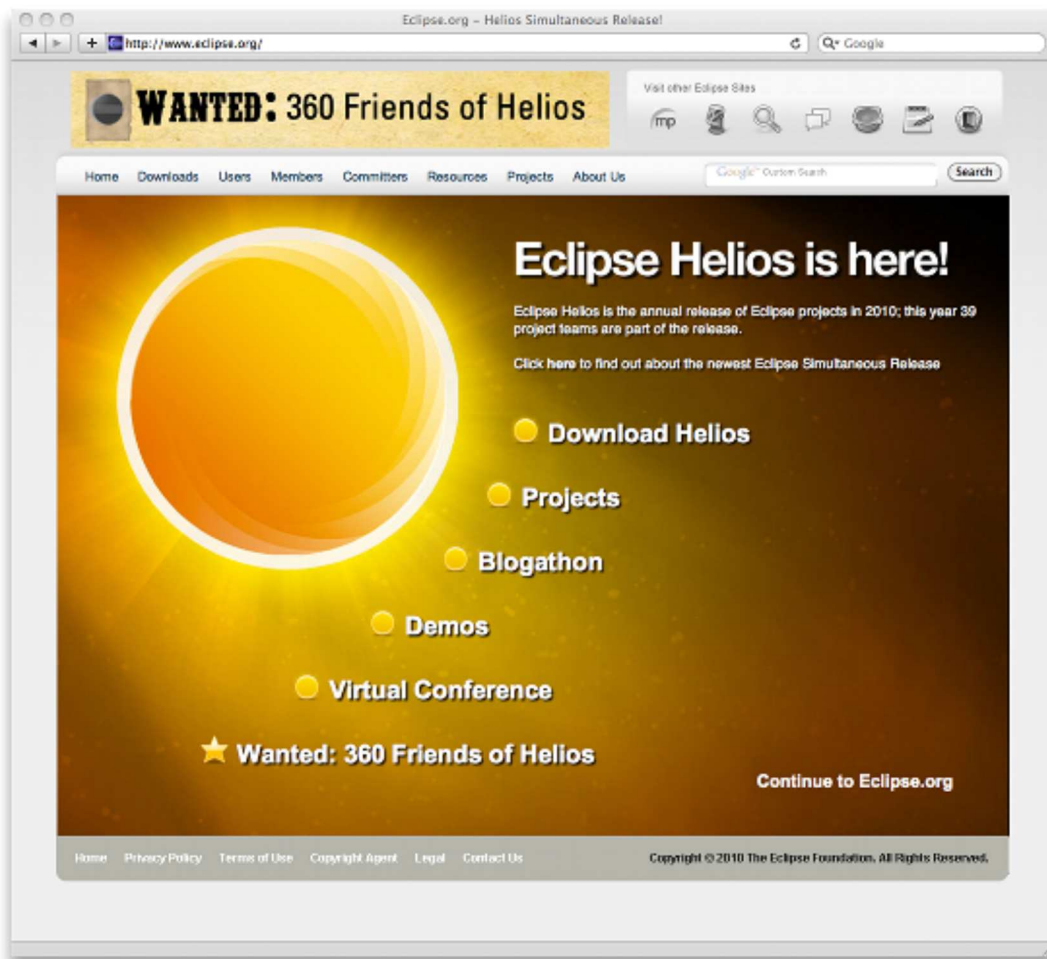 Eclipse.org – Helios Simultaneous Release!
http://www.eclipse.org/
Google
WANTED: 360 Friends of Helios
Visit other Eclipse Sites
mp
Home Downloads Users Members Committers Resources Projects About Us
Google™ Custom Search
Search
Eclipse Helios is here!
Eclipse Helios is the annual release of Eclipse projects in 2010; this year 39
project teams are part of the release.
Click here to find out about the newest Eclipse Simultaneous Release
Download Helios
Projects
Blogathon
Demos
Virtual Conference
Wanted: 360 Friends of Helios
Continue to Eclipse.org
Home Privacy Policy Terms of Use Copyright Agent Legal Contact Us
Copyright © 2010 The Eclipse Foundation. All Rights Reserved.